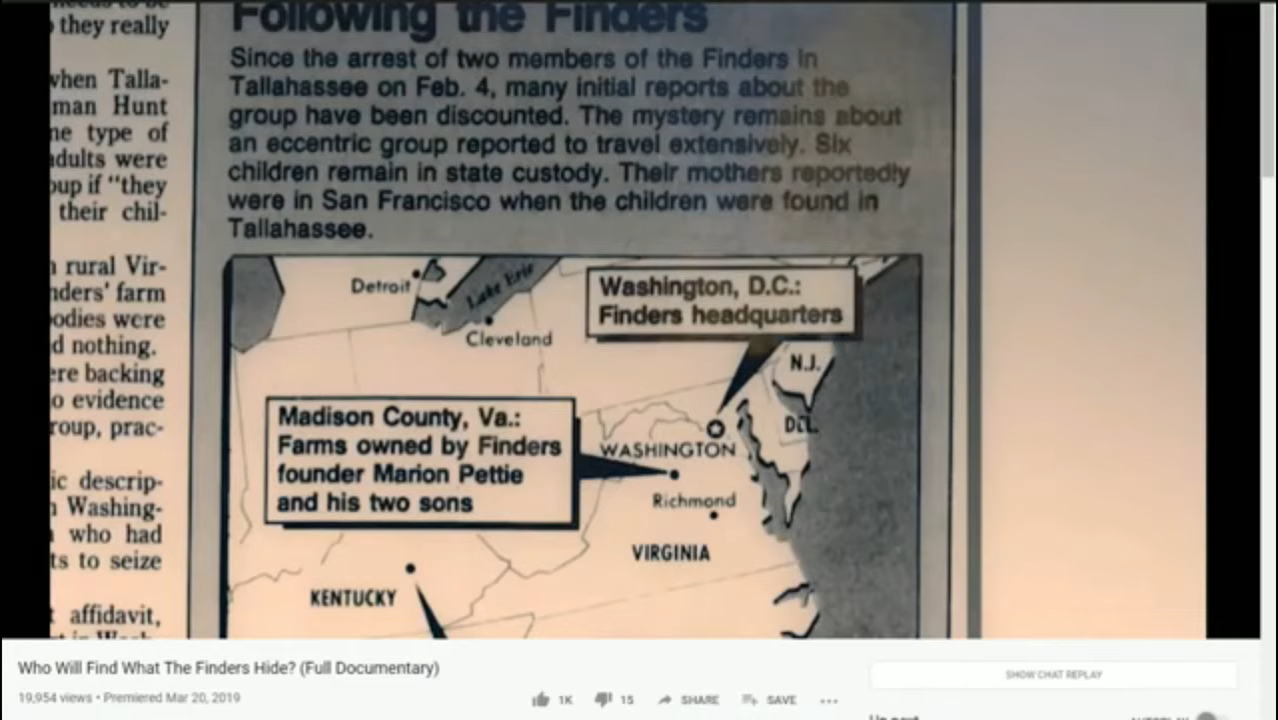 they really
when Talla-
man Hunt
type of
adults were
if "they
their chil-
rural Vir-
farm
were
nothing.
backing
evidence
prac-
descrip-
Washing-
who had
to seize
affidavit,
Following the Finders
Since the arrest of two members of the Finders in
Tallahassee on Feb. 4, many initial reports about the
group have been discounted. The mystery remains about
an eccentric group reported to travel extensively. Six
children remain in state custody. Their mothers reportedly
were in San Francisco when the children were found in
Tallahassee.
Detroit
Lake Erie
Cleveland
Washington, D.C.:
Finders headquarters
N.J.
DEL.
Madison County, Va.:
Farms owned by Finders
founder Marion Pettie
and his two sons
WASHINGTON
Richmond
VIRGINIA
KENTUCKY
Who Will Find What The Finders Hide? (Full Documentary)
19,954 views • Premiered Mar 20, 2019
1K
15
SHARE
SAVE
SHOW CHAT REPLAY